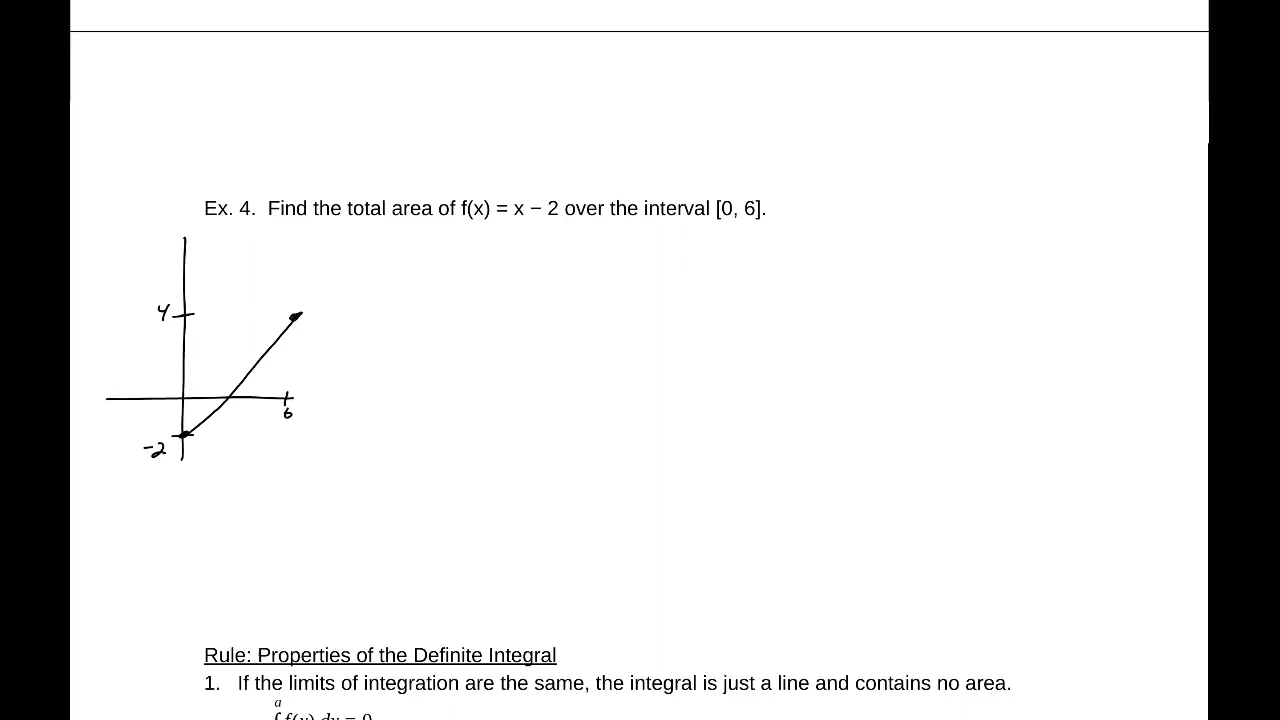 Ex. 4. Find the total area of f(x) = x − 2 over the interval [0, 6].
4
6
-2
Rule: Properties of the Definite Integral
1. If the limits of integration are the same, the integral is just a line and contains no area.
a
∫ f(x) dx = 0